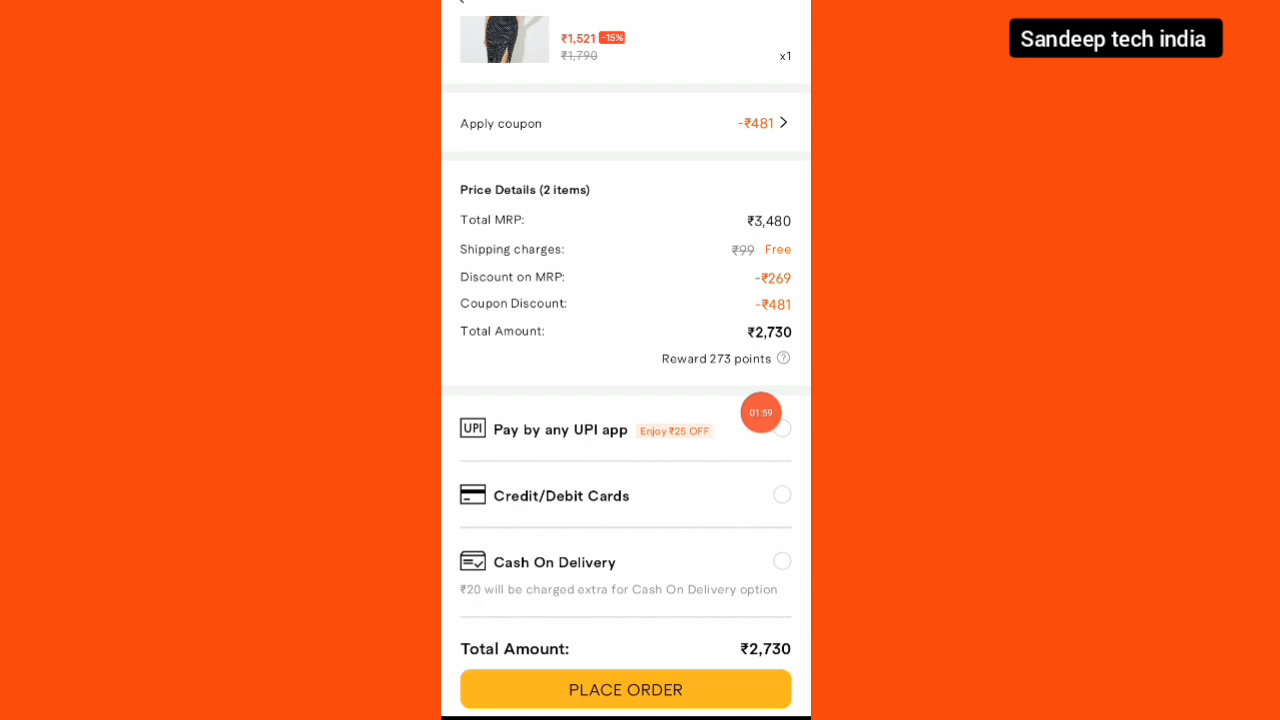 Sandeep tech india
₹1,521 -15%
₹1,790
x1
Apply coupon -₹481
Price Details (2 items)
Total MRP: ₹3,480
Shipping charges: ₹99 Free
Discount on MRP: -₹269
Coupon Discount: -₹481
Total Amount: ₹2,730
Reward 273 points ?
01:59
UPI Pay by any UPI app Enjoy ₹25 OFF
Credit/Debit Cards
Cash On Delivery
₹20 will be charged extra for Cash On Delivery option
Total Amount: ₹2,730
PLACE ORDER